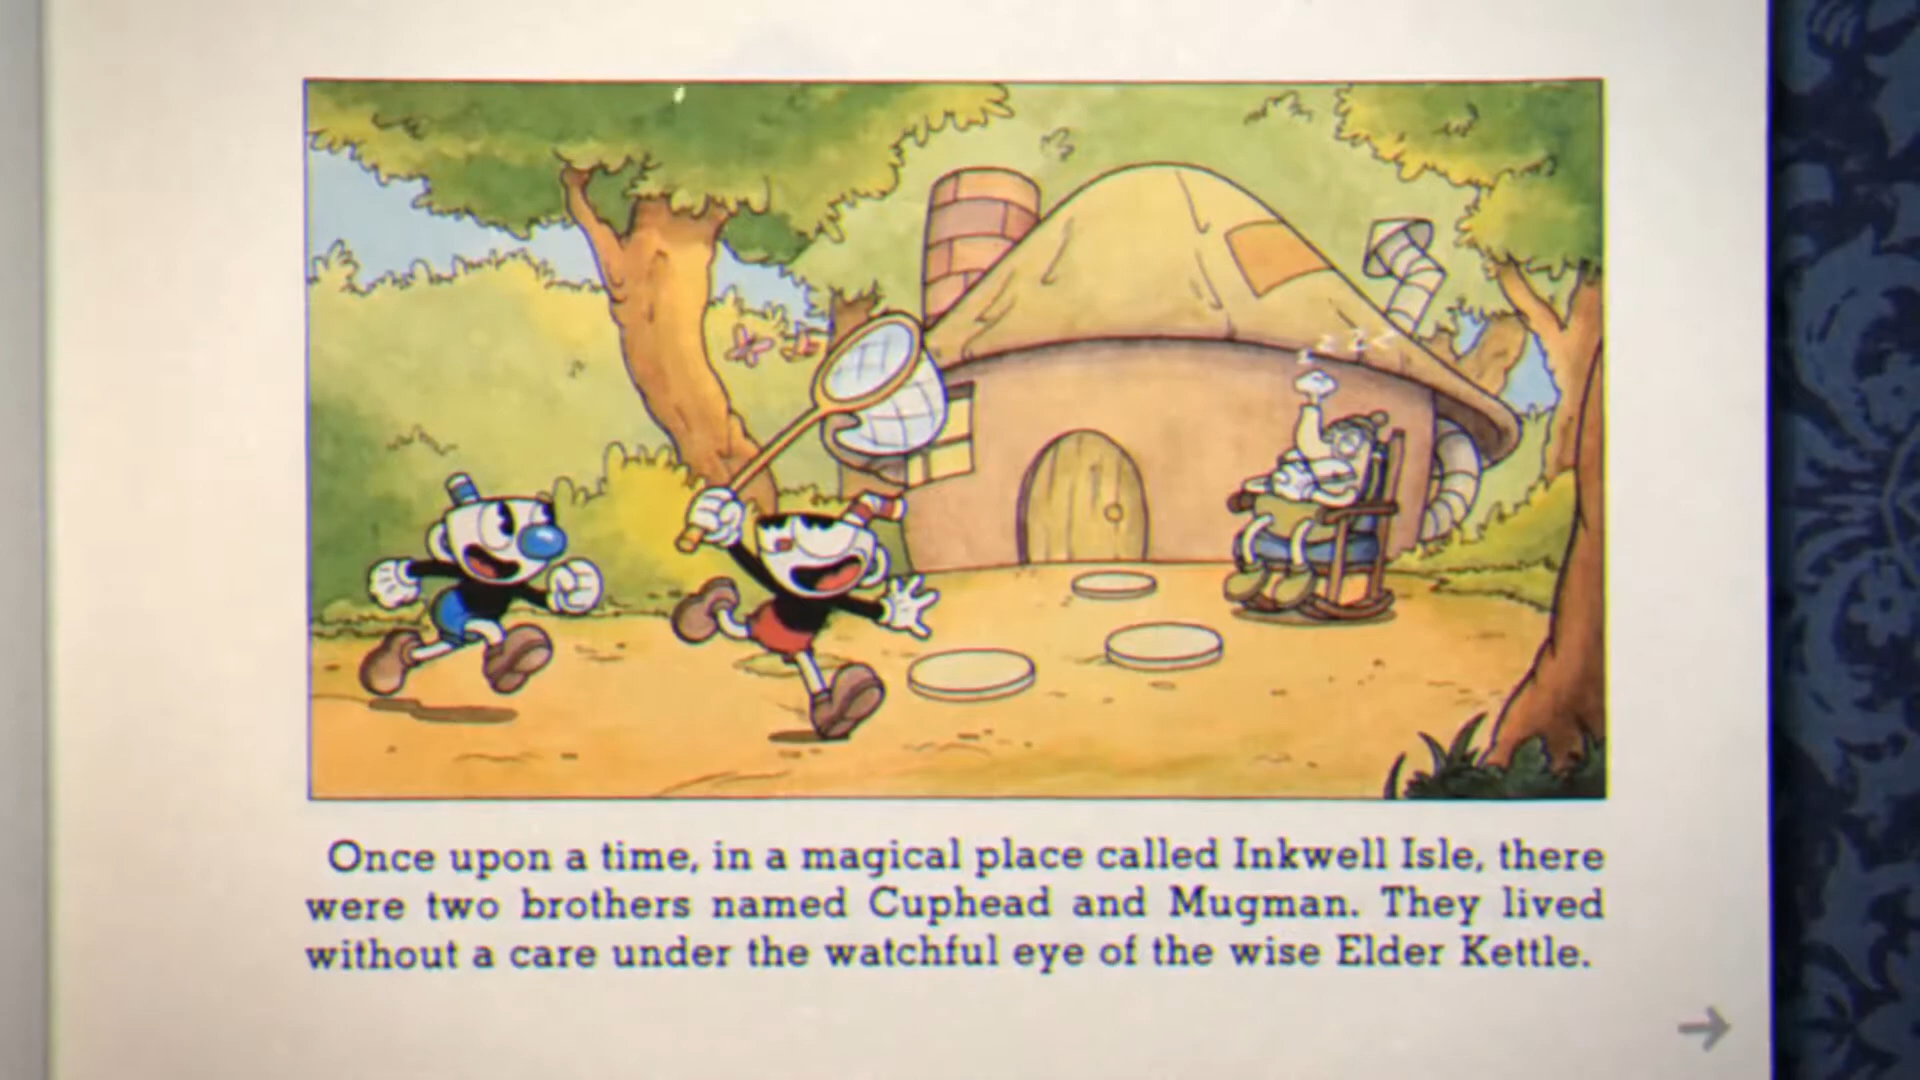 z z z z
Once upon a time, in a magical place called Inkwell Isle, there
were two brothers named Cuphead and Mugman. They lived
without a care under the watchful eye of the wise Elder Kettle.